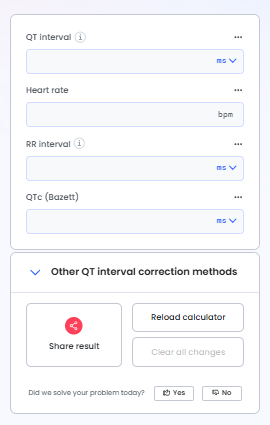 QT interval i ...
ms
Heart rate ...
bpm
RR interval i ...
ms
QTc (Bazett) ...
ms
Other QT interval correction methods
Share result
Reload calculator
Clear all changes
Did we solve your problem today? Yes No